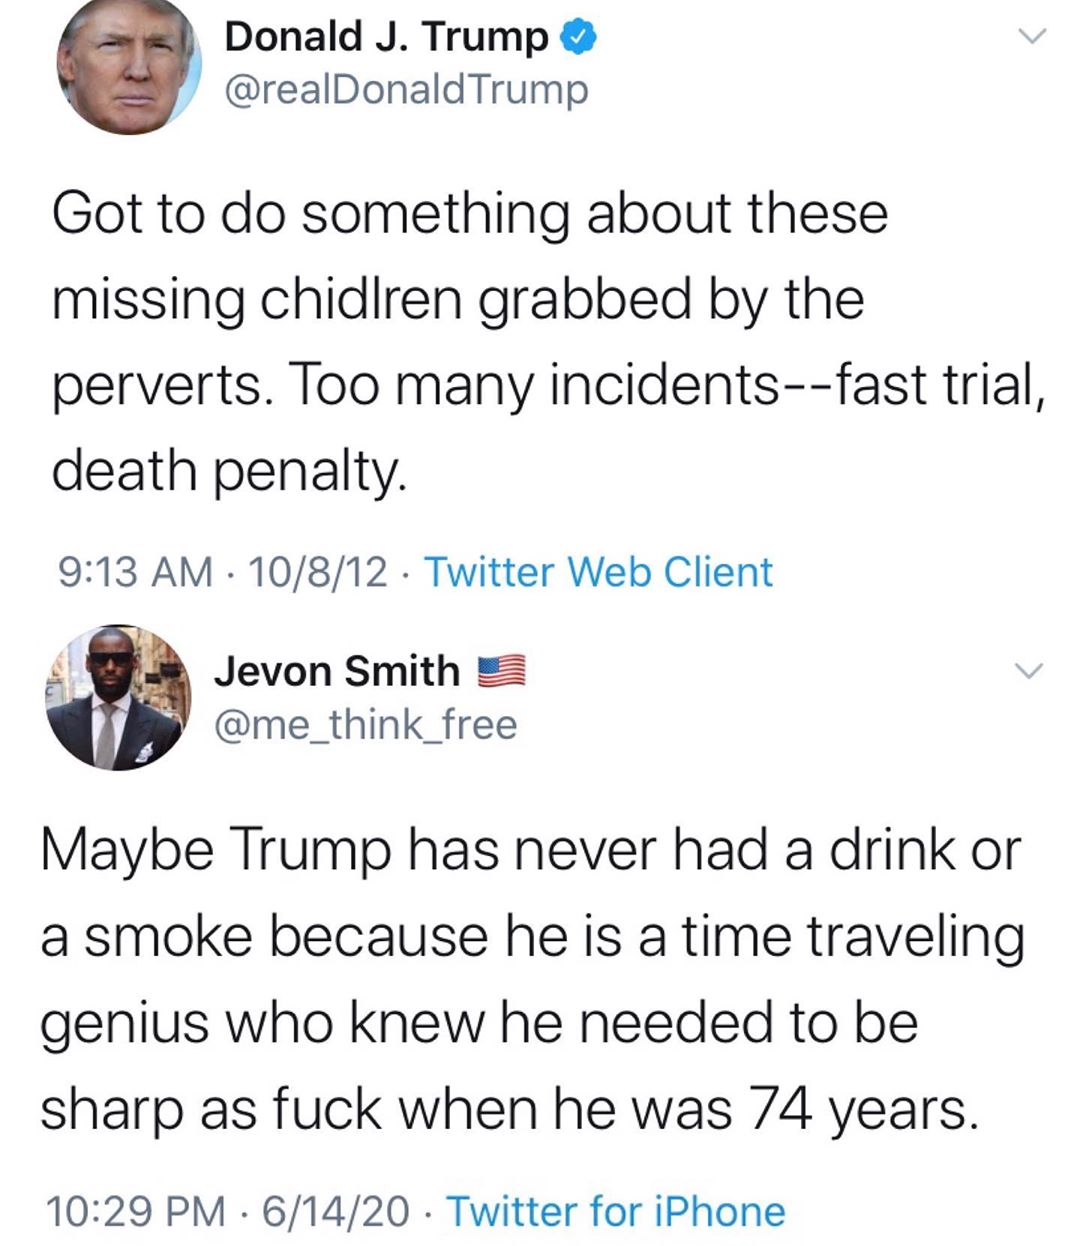 Donald J. Trump
@realDonaldTrump
Got to do something about these
missing chidlren grabbed by the
perverts. Too many incidents--fast trial,
death penalty.
9:13 AM · 10/8/12 · Twitter Web Client
Jevon Smith 🇺🇸
@me_think_free
Maybe Trump has never had a drink or
a smoke because he is a time traveling
genius who knew he needed to be
sharp as fuck when he was 74 years.
10:29 PM · 6/14/20 · Twitter for iPhone